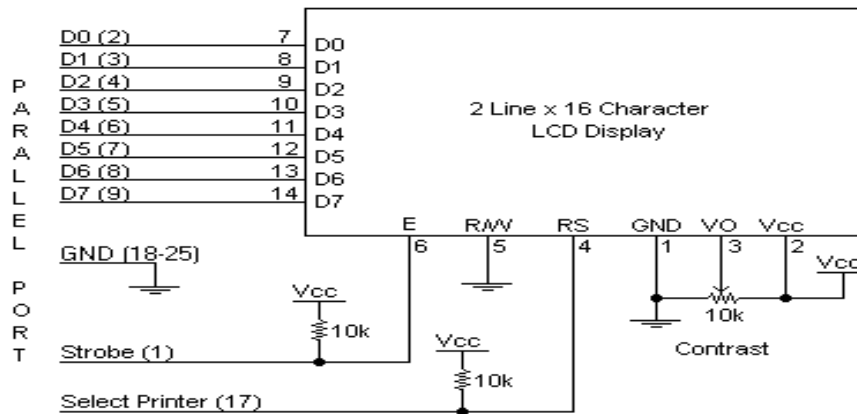 PARALLEL PORT
D0 (2) 7 D0
D1 (3) 8 D1
D2 (4) 9 D2
D3 (5) 10 D3
D4 (6) 11 D4
D5 (7) 12 D5
D6 (8) 13 D6
D7 (9) 14 D7
2 Line x 16 Character
LCD Display
E R/W RS GND VO Vcc
6 5 4 1 3 2
GND (18-25)
Vcc
Vcc
10k
10k
Contrast
Strobe (1)
Vcc
10k
Select Printer (17)